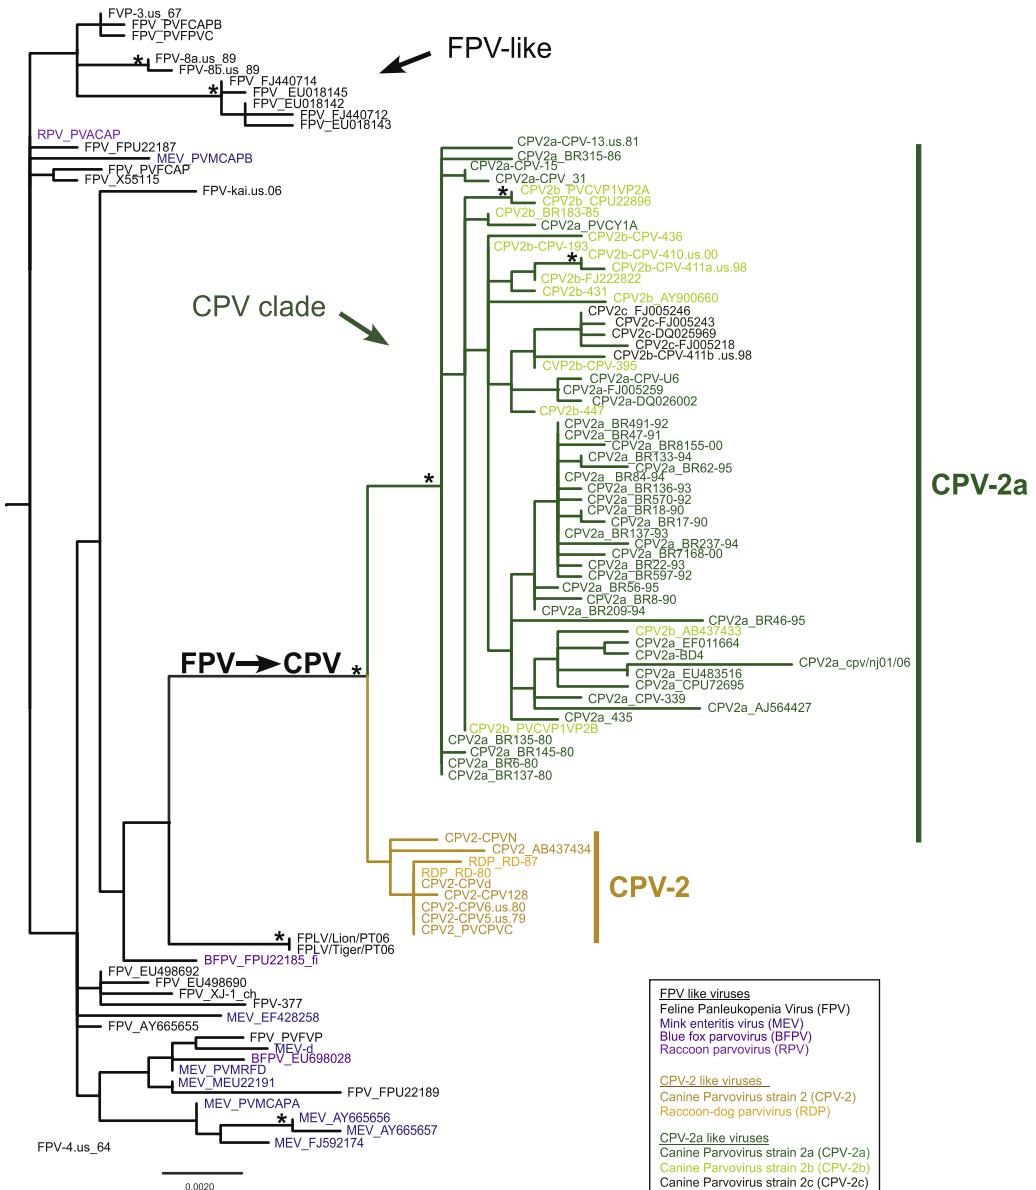 FVP-3.us_67
FPV_PVFCAPB
FPV_PVFPVC
*
FPV-8a.us_89
FPV-8b.us_89
*
FPV_FJ440714
FPV_ EU018145
FPV_EU018142
FPV_FJ440712
FPV_EU018143
FPV-like
RPV_PVACAP
FPV_FPU22187
MEV_PVMCAPB
FPV_PVFCAP
FPV_X55115
FPV-kai.us.06
CPV2a-CPV-13.us.81
CPV2a_BR315-86
CPV2a-CPV-15
CPV2a-CPV_31
*
CPV2b_PVCVP1VP2A
CPV2b_CPU22896
CPV2b_BR183-85
CPV2a_PVCY1A
CPV2b-CPV-436
CPV2b-CPV-193
*
CPV2b-CPV-410.us.00
CPV2b-CPV-411a.us.98
CPV2b-FJ222822
CPV2b-431
CPV2b_AY900660
CPV clade
CPV2c_FJ005246
CPV2c-FJ005243
CPV2c-DQ025969
CPV2c-FJ005218
CPV2b-CPV-411b .us.98
CVP2b-CPV-395
CPV2a-CPV-U6
CPV2a-FJ005259
CPV2a-DQ026002
CPV2b-447
CPV2a_BR491-92
CPV2a_BR47-91
CPV2a_BR8155-00
CPV2a_BR133-94
CPV2a_BR62-95
CPV2a_ BR84-94
*
CPV2a_BR136-93
CPV2a_BR570-92
CPV2a_BR18-90
CPV2a_BR17-90
CPV2a_BR137-93
CPV2a_BR237-94
CPV2a_BR7168-00
CPV2a_BR22-93
CPV2a_BR597-92
CPV2a_BR56-95
CPV2a_BR8-90
CPV2a_BR209-94
CPV2a_BR46-95
CPV2b_AB437433
CPV2a_EF011664
CPV2a-BD4
CPV2a_cpv/nj01/06
CPV2a_EU483516
CPV2a_CPU72695
CPV2a_CPV-339
CPV2a_AJ564427
CPV2a_435
CPV2b_PVCVP1VP2B
CPV2a_BR135-80
CPV2a_BR145-80
CPV2a_BR6-80
CPV2a_BR137-80
CPV-2a
FPV CPV *
CPV2-CPVN
CPV2_AB437434
RDP_RD-87
RDP_RD-80
CPV2-CPVd
CPV2-CPV128
CPV2-CPV6.us.80
CPV2-CPV5.us.79
CPV2_PVCPVC
CPV-2
*
FPLV/Lion/PT06
FPLV/Tiger/PT06
BFPV_FPU22185_fi
FPV_EU498692
FPV_EU498690
FPV_XJ-1_ch
FPV-377
MEV_EF428258
FPV_AY665655
FPV_PVFVP
MEV-d
BFPV_EU698028
MEV_PVMRFD
MEV_MEU22191
FPV_FPU22189
MEV_PVMCAPA
*
MEV_AY665656
MEV_AY665657
MEV_FJ592174
FPV-4.us_64
0.0020
FPV like viruses
Feline Panleukopenia Virus (FPV)
Mink enteritis virus (MEV)
Blue fox parvovirus (BFPV)
Raccoon parvovirus (RPV)
CPV-2 like viruses
Canine Parvovirus strain 2 (CPV-2)
Raccoon-dog parvivirus (RDP)
CPV-2a like viruses
Canine Parvovirus strain 2a (CPV-2a)
Canine Parvovirus strain 2b (CPV-2b)
Canine Parvovirus strain 2c (CPV-2c)